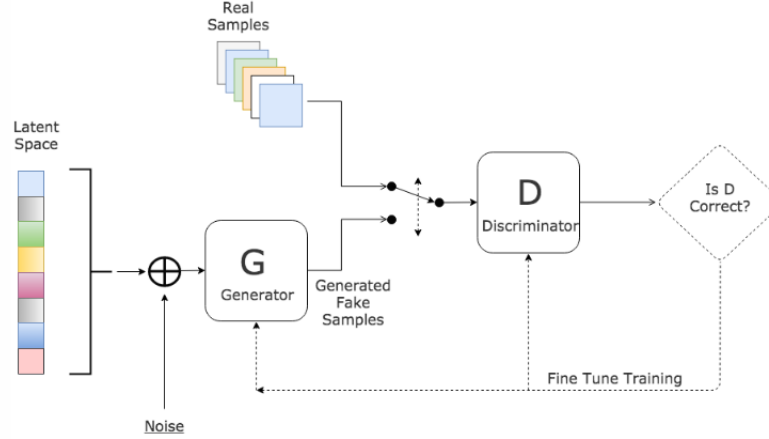 Real
Samples
Latent
Space
D
Discriminator
Is D
Correct?
G
Generator
Generated
Fake
Samples
Fine Tune Training
Noise